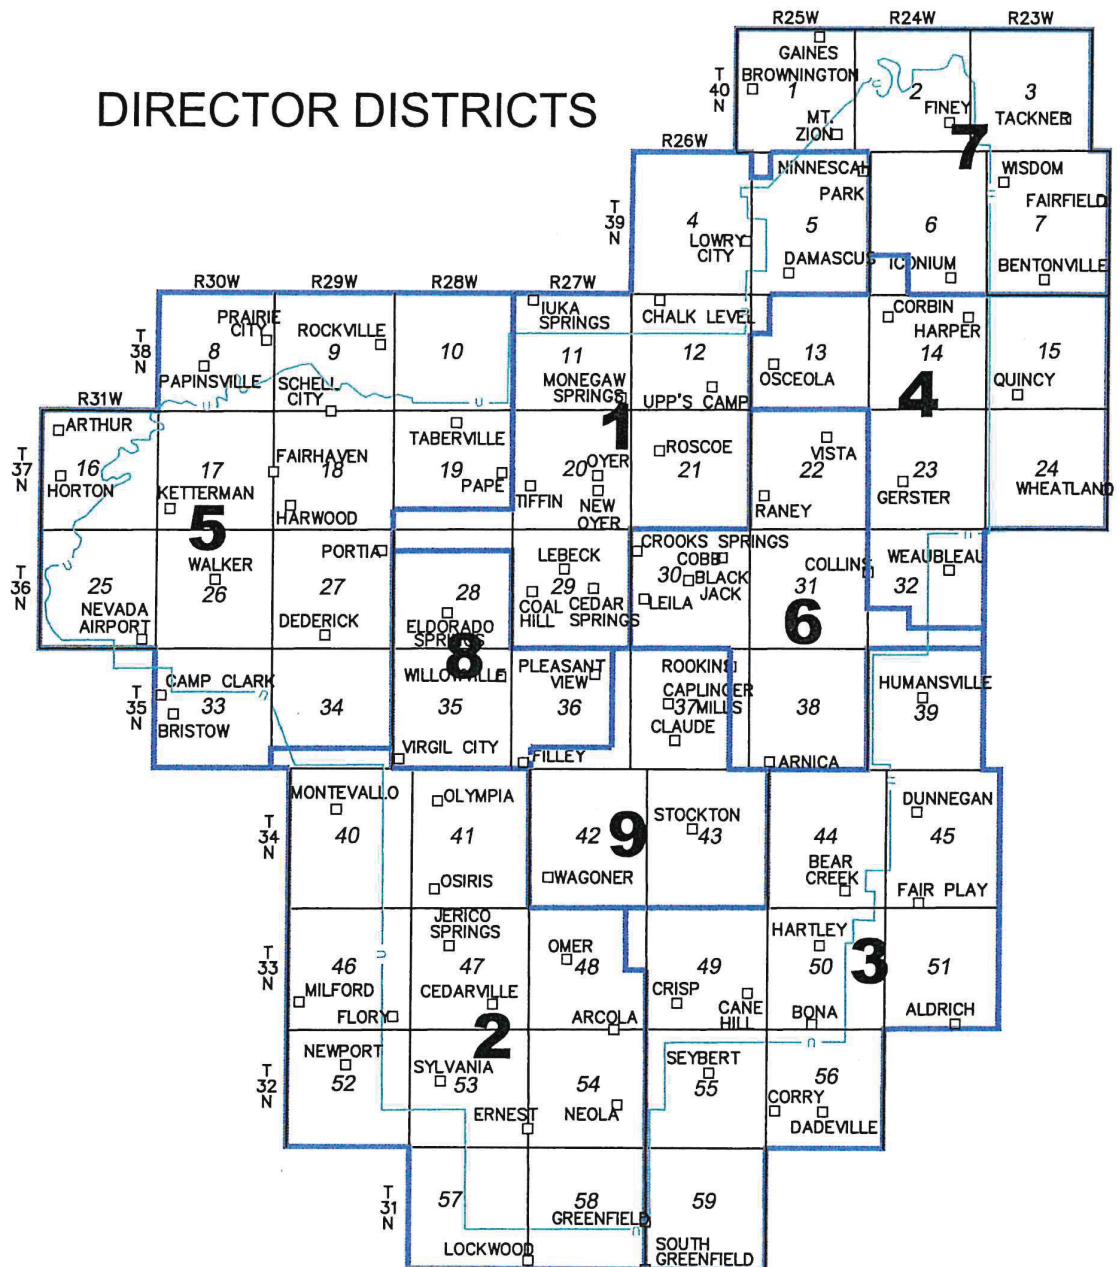 R25W R24W R23W
GAINES
T
40
N
BROWNINGTON
1
2
3
DIRECTOR DISTRICTS
MT.
ZION
FINEY
TACKNER
7
R26W
NINNESCAH
PARK
WISDOM
FAIRFIELD
T
39
N
4
5
6
7
LOWRY
CITY
DAMASCUS
ICONIUM
BENTONVILLE
R30W R29W R28W R27W
IUKA
SPRINGS
CHALK LEVEL
CORBIN
HARPER
PRAIRIE
CITY
ROCKVILLE
T
38
N
8
9
10
11
12
13
14
15
PAPINSVILLE
SCHELL
CITY
MONEGAW
SPRINGS
UPP'S CAMP
OSCEOLA
QUINCY
4
R31W
ARTHUR
TABERVILLE
1
ROSCOE
VISTA
T
37
N
16
17
FAIRHAVEN
18
19
20
OYER
21
22
23
24
HORTON
KETTERMAN
HARWOOD
PAPE
TIFFIN
NEW
OYER
RANEY
GERSTER
WHEATLAND
5
PORTIA
LEBECK
CROOKS SPRINGS
COBB
COLLINS
WEAUBLEAU
T
36
N
25
WALKER
26
27
28
29
30
BLACK
JACK
31
32
NEVADA
AIRPORT
DEDERICK
ELDORADO
SPRINGS
COAL
HILL
CEDAR
SPRINGS
LEILA
6
8
CAMP CLARK
WILLOWVILLE
PLEASANT
VIEW
ROOKINS
HUMANSVILLE
T
35
N
33
34
35
36
CAPLINGER
37 MILLS
38
39
BRISTOW
CLAUDE
VIRGIL CITY
FILLEY
ARNICA
MONTEVALLO
OLYMPIA
STOCKTON
DUNNEGAN
T
34
N
40
41
42
9
43
44
45
OSIRIS
WAGONER
BEAR
CREEK
FAIR PLAY
JERICO
SPRINGS
OMER
HARTLEY
T
33
N
46
47
48
49
50
3
51
MILFORD
CEDARVILLE
CRISP
CANE
HILL
FLORY
ARCOLA
BONA
ALDRICH
2
NEWPORT
SYLVANIA
SEYBERT
T
32
N
52
53
54
55
56
ERNEST
NEOLA
CORRY
DADEVILLE
T
31
N
57
58
59
GREENFIELD
LOCKWOOD
SOUTH
GREENFIELD